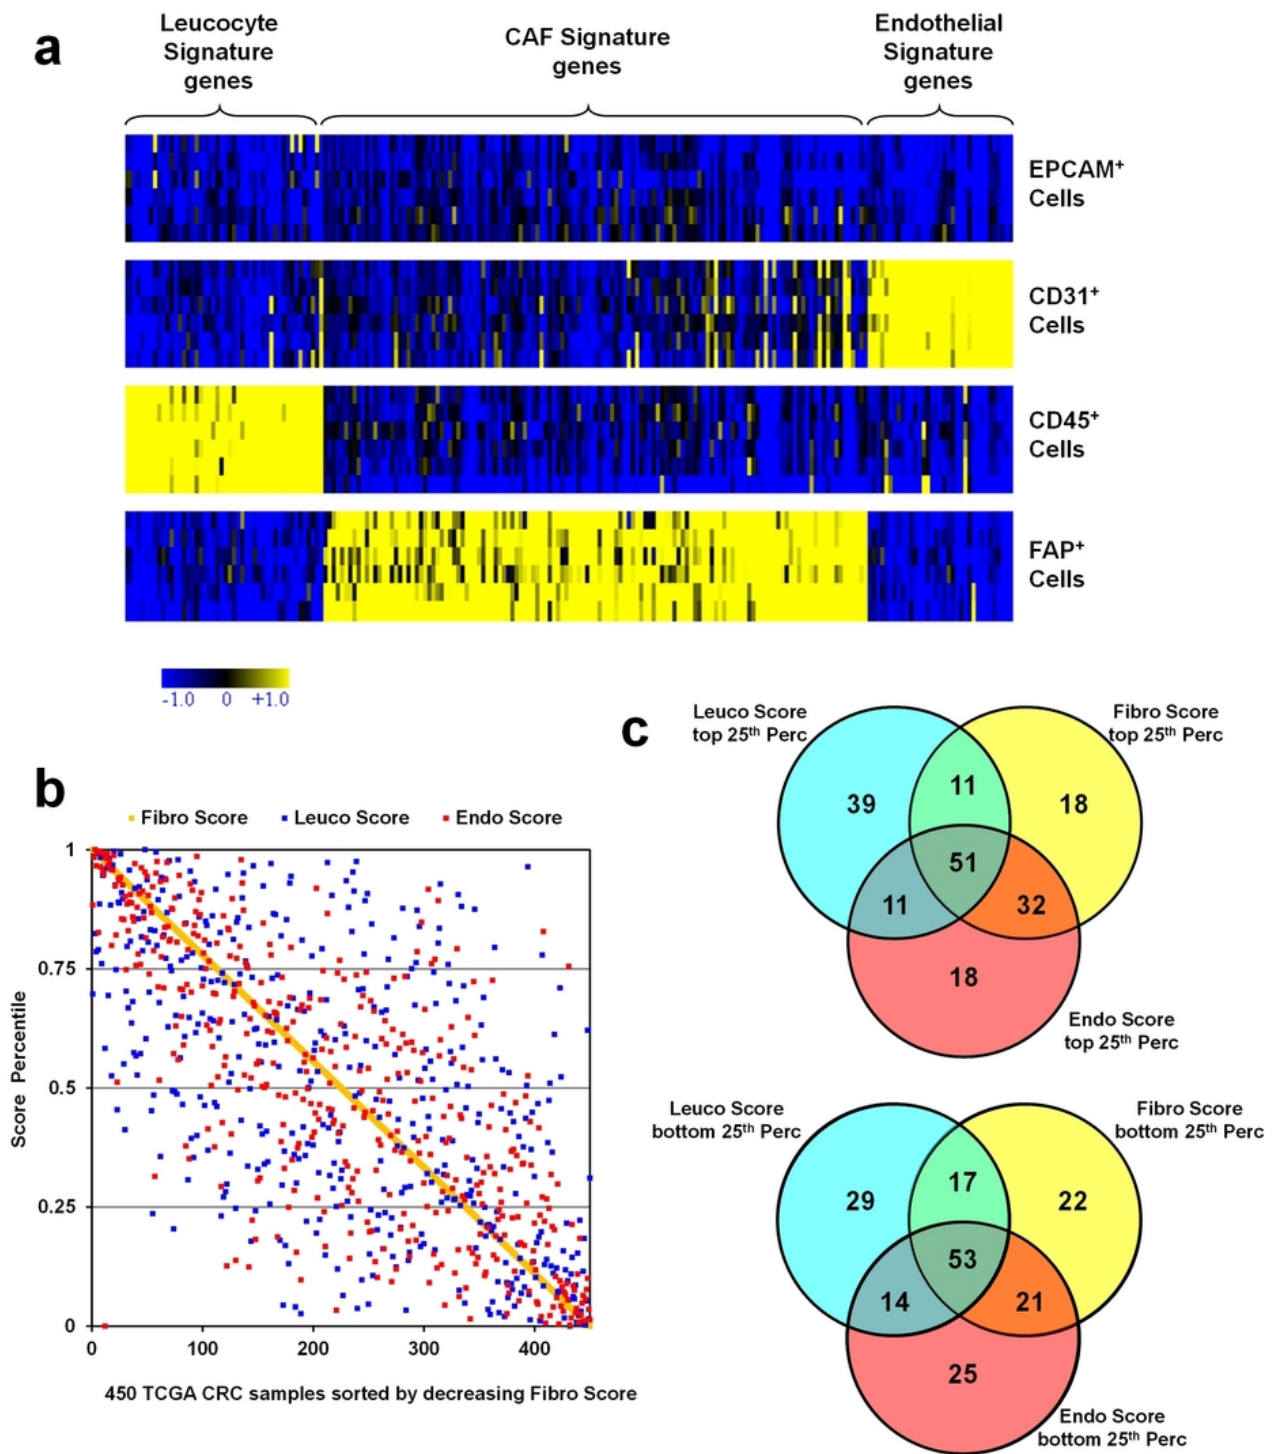 a
Leucocyte
Signature
genes
CAF Signature
genes
Endothelial
Signature
genes
EPCAM⁺
Cells
CD31⁺
Cells
CD45⁺
Cells
FAP⁺
Cells
-1.0 0 +1.0
b
Fibro Score Leuco Score Endo Score
Score Percentile
1
0.75
0.5
0.25
0
0 100 200 300 400
450 TCGA CRC samples sorted by decreasing Fibro Score
c
Leuco Score
top 25ᵗʰ Perc
Fibro Score
top 25ᵗʰ Perc
39 11 18
51
11 32
18
Endo Score
top 25ᵗʰ Perc
Leuco Score
bottom 25ᵗʰ Perc
Fibro Score
bottom 25ᵗʰ Perc
29 17 22
53
14 21
25
Endo Score
bottom 25ᵗʰ Perc